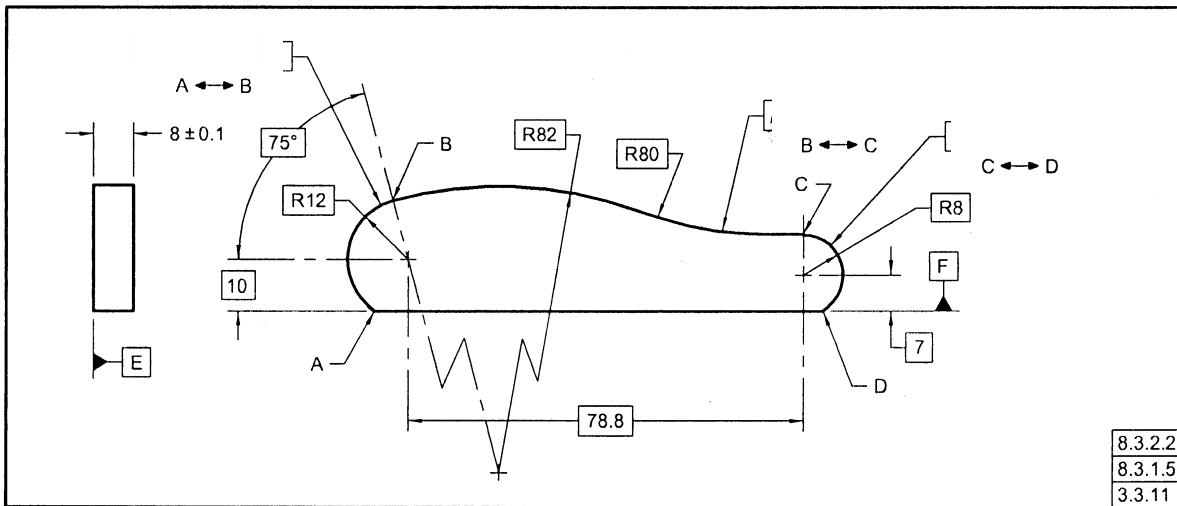 A ↔ B
8 ± 0.1
75°
B
R82
R80
B ↔ C
C ↔ D
R12
C
R8
10
F
7
E
A
D
78.8
8.3.2.2
8.3.1.5
3.3.11